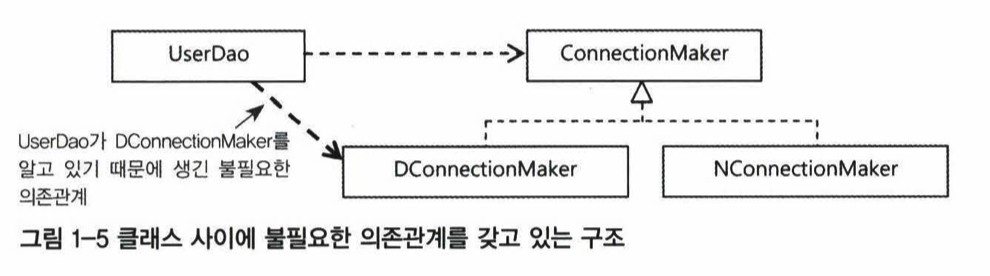 UserDao
ConnectionMaker
UserDao가 DConnectionMaker를
알고 있기 때문에 생긴 불필요한
의존관계
DConnectionMaker
NConnectionMaker
그림 1-5 클래스 사이에 불필요한 의존관계를 갖고 있는 구조